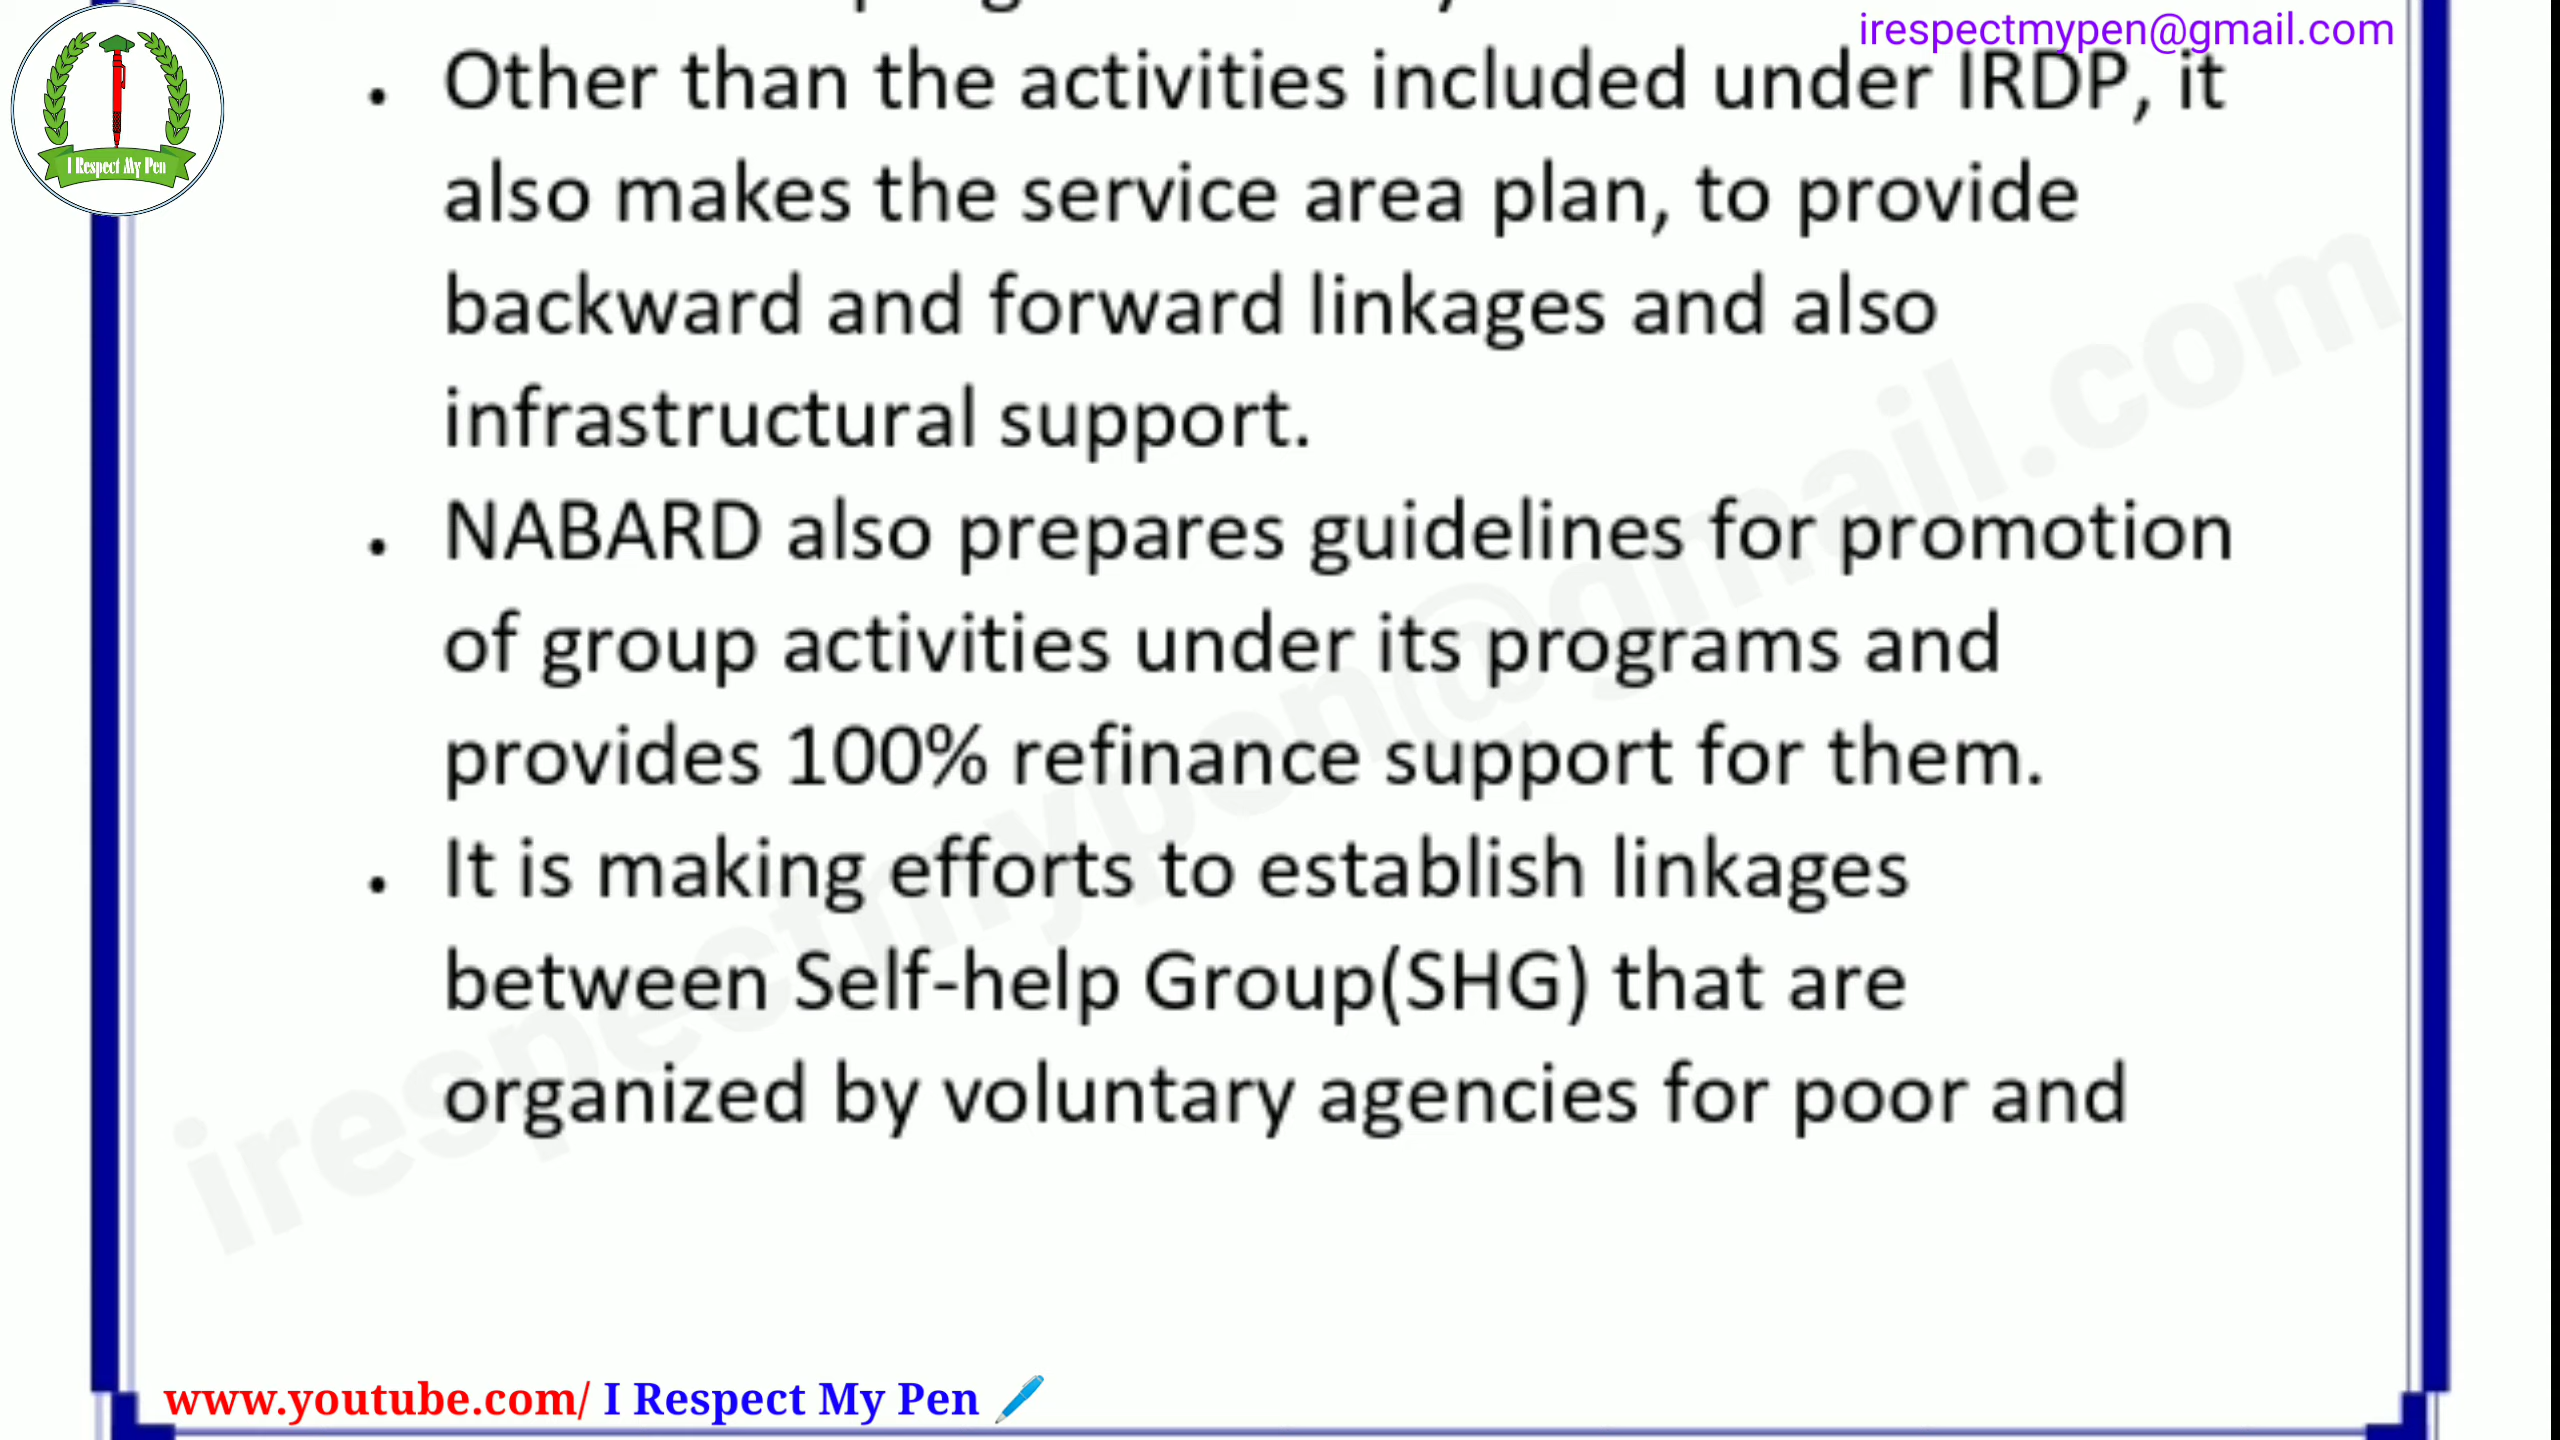 irespectmypen@gmail.com
I Respect My Pen
• Other than the activities included under IRDP, it
also makes the service area plan, to provide
backward and forward linkages and also
infrastructural support.
• NABARD also prepares guidelines for promotion
of group activities under its programs and
provides 100% refinance support for them.
• It is making efforts to establish linkages
between Self-help Group(SHG) that are
organized by voluntary agencies for poor and
irespectmypen@gmail.com
www.youtube.com/ I Respect My Pen